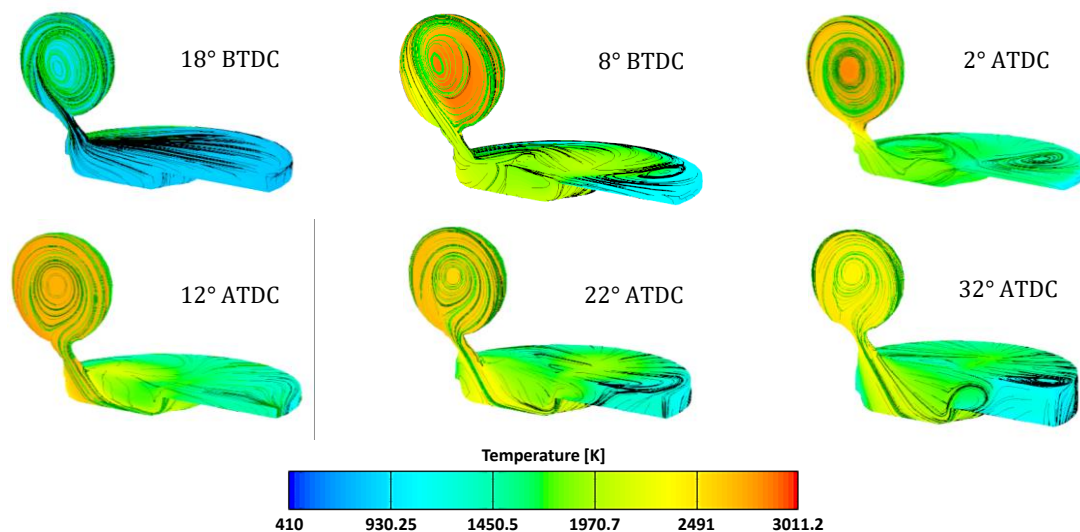 18° BTDC
8° BTDC
2° ATDC
12° ATDC
22° ATDC
32° ATDC
Temperature [K]
410 930.25 1450.5 1970.7 2491 3011.2